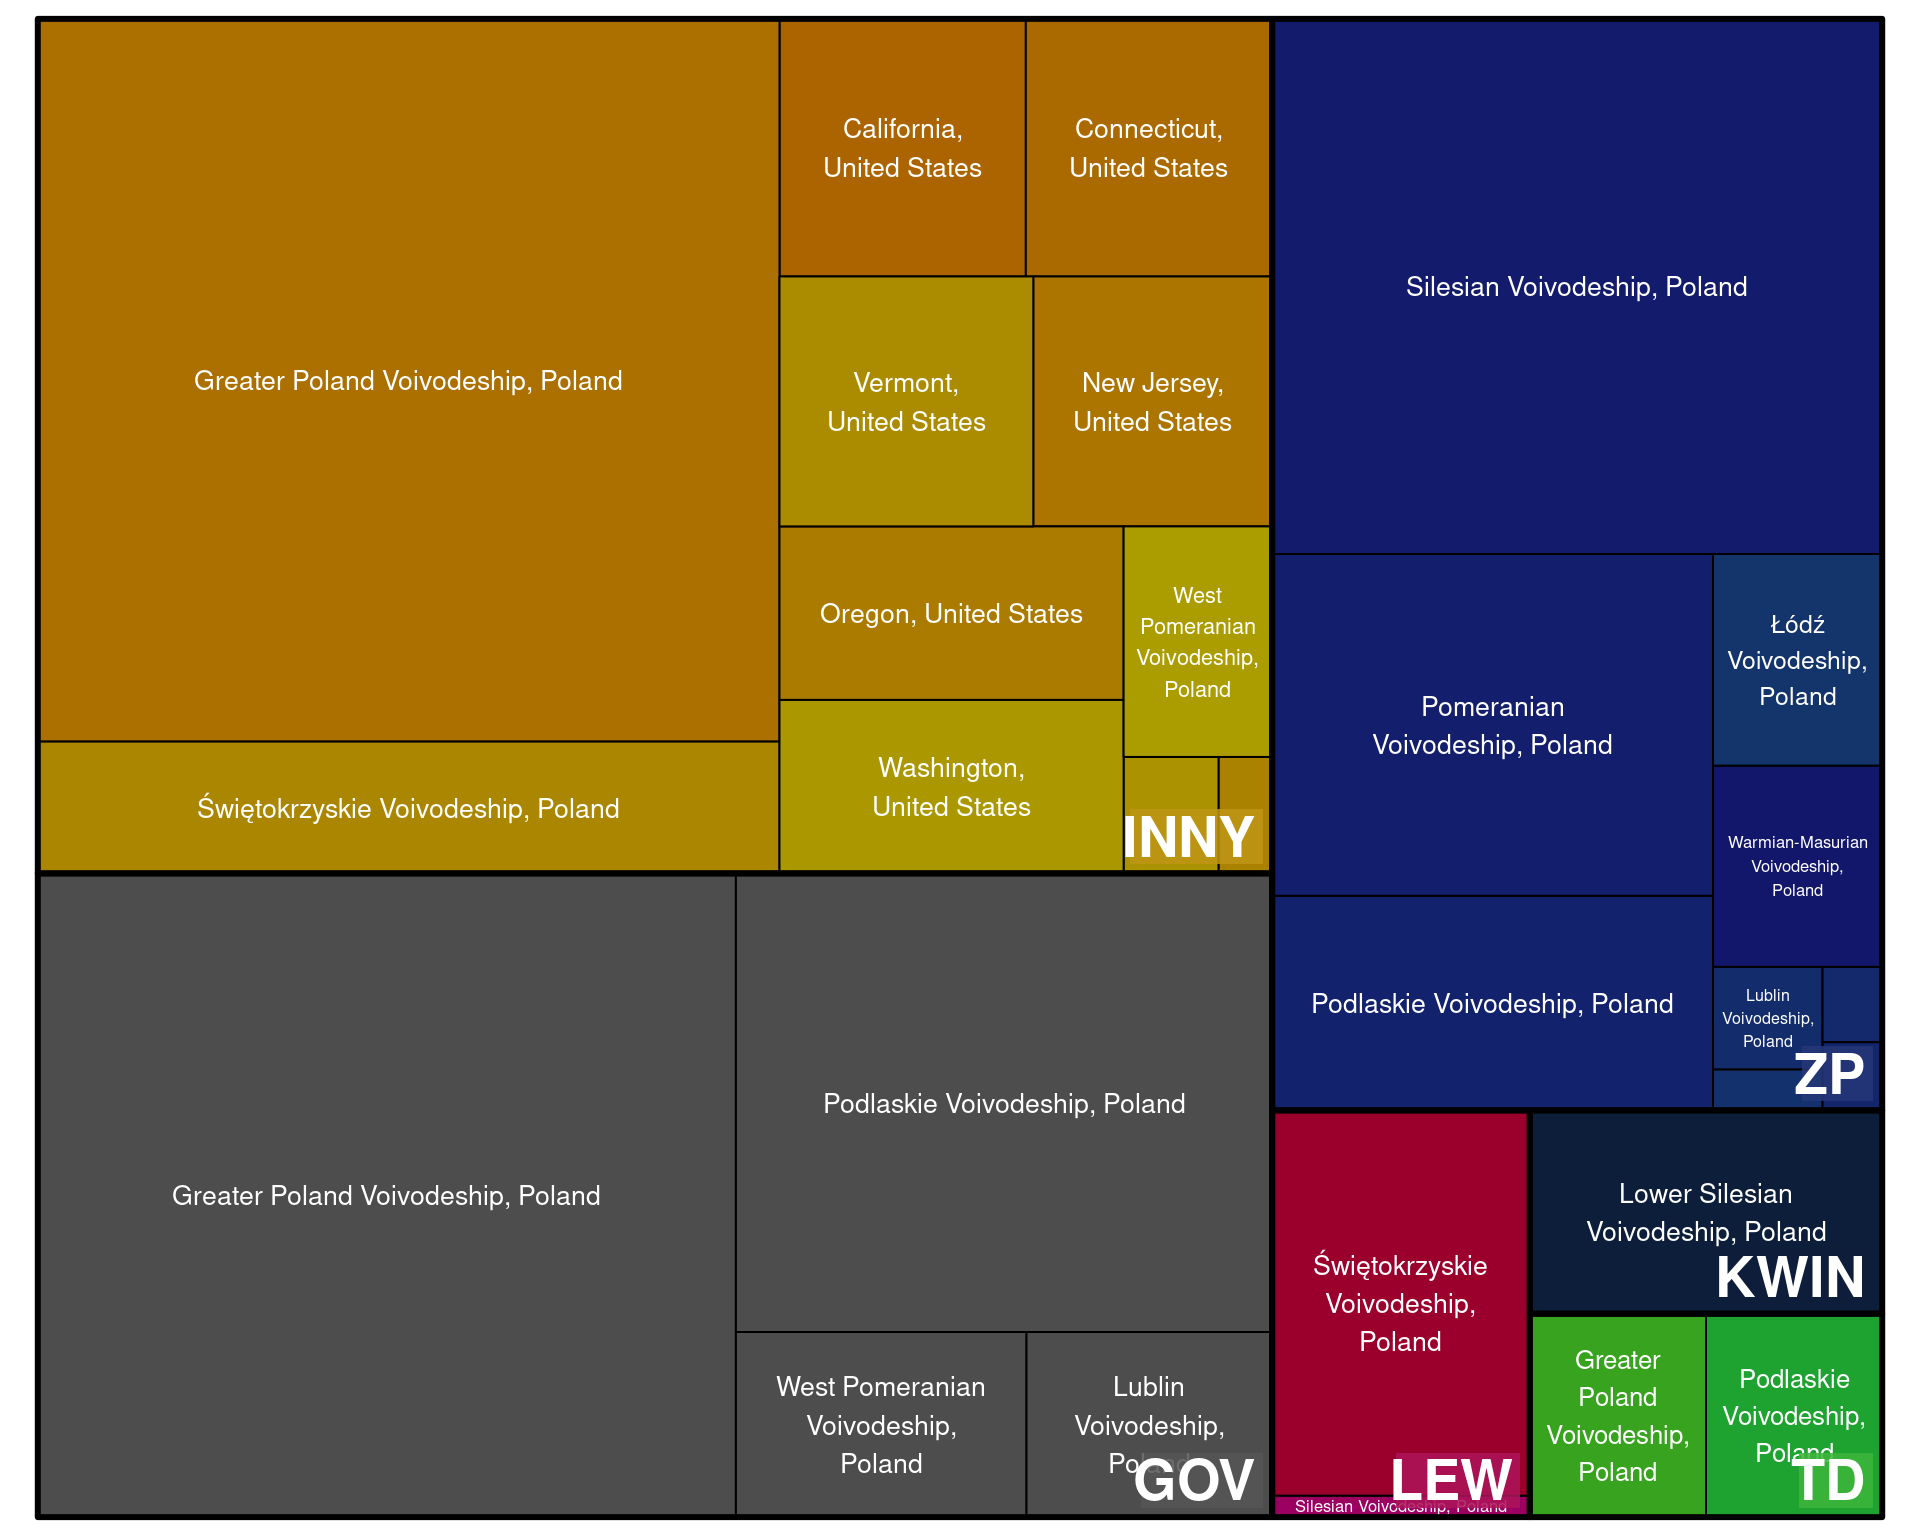 Greater Poland Voivodeship, Poland
Świętokrzyskie Voivodeship, Poland
California,
United States
Connecticut,
United States
Vermont,
United States
New Jersey,
United States
Oregon, United States
West
Pomeranian
Voivodeship,
Poland
Washington,
United States
INNY
Greater Poland Voivodeship, Poland
Podlaskie Voivodeship, Poland
West Pomeranian
Voivodeship,
Poland
Lublin
Voivodeship,
Poland
GOV
Silesian Voivodeship, Poland
Pomeranian
Voivodeship, Poland
Łódź
Voivodeship,
Poland
Warmian-Masurian
Voivodeship,
Poland
Podlaskie Voivodeship, Poland
Lublin
Voivodeship,
Poland
ZP
Świętokrzyskie
Voivodeship,
Poland
LEW
Silesian Voivodeship, Poland
Lower Silesian
Voivodeship, Poland
KWIN
Greater
Poland
Voivodeship,
Poland
Podlaskie
Voivodeship,
Poland
TD